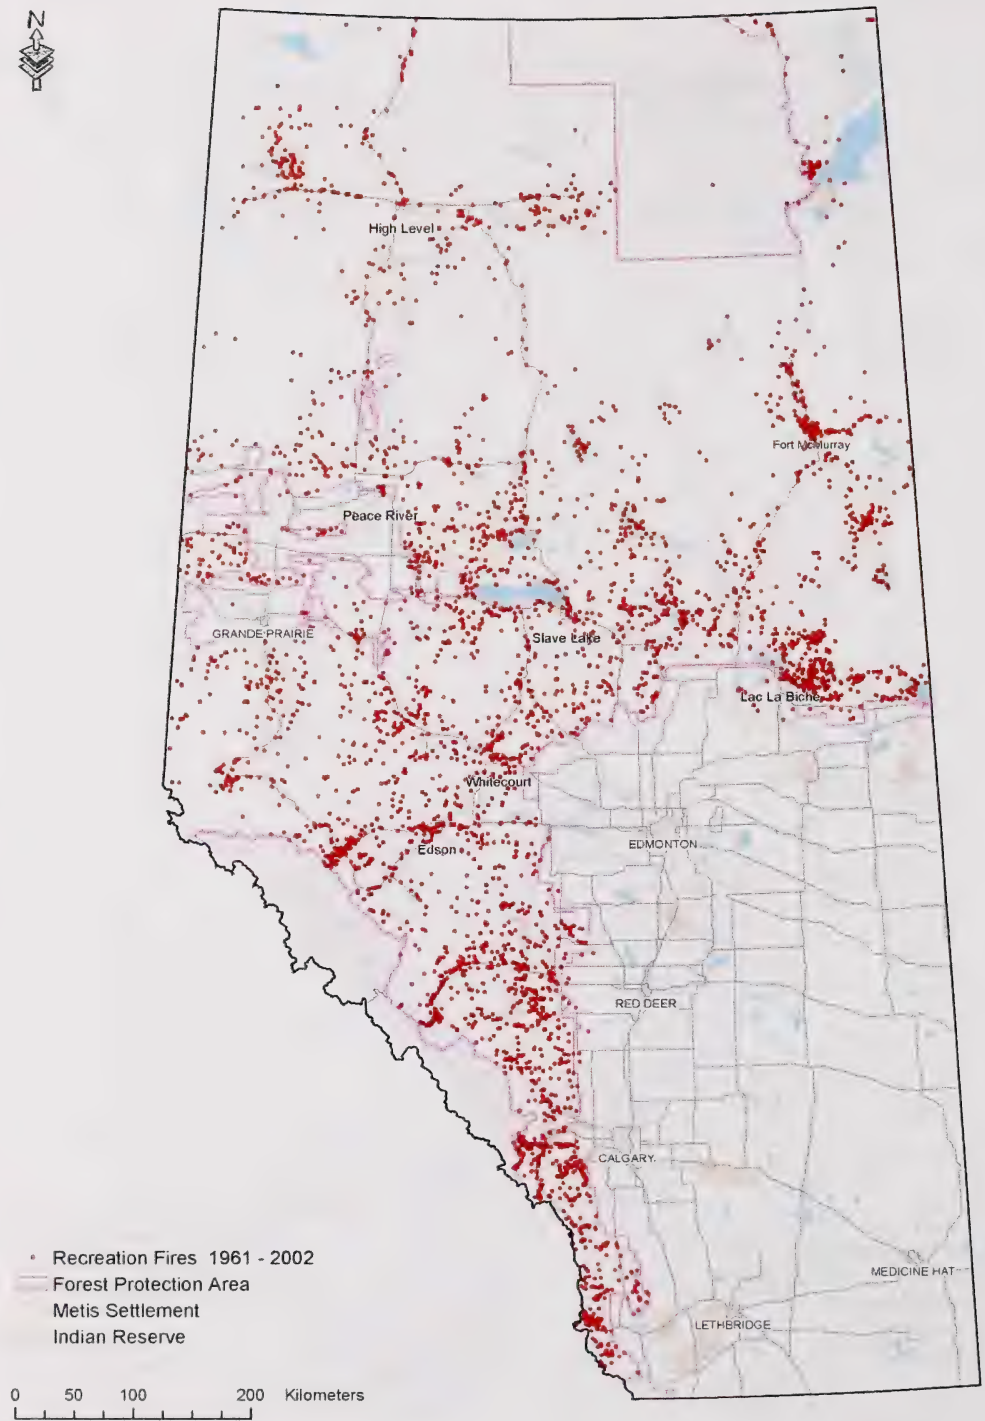 N
High Level
Fort McMurray
Peace River
GRANDE PRAIRIE
Slave Lake
Lac La Biche
Whitecourt
Edson
EDMONTON
RED DEER
CALGARY
MEDICINE HAT
LETHBRIDGE
Recreation Fires 1961 - 2002
Forest Protection Area
Metis Settlement
Indian Reserve
0 50 100 200 Kilometers